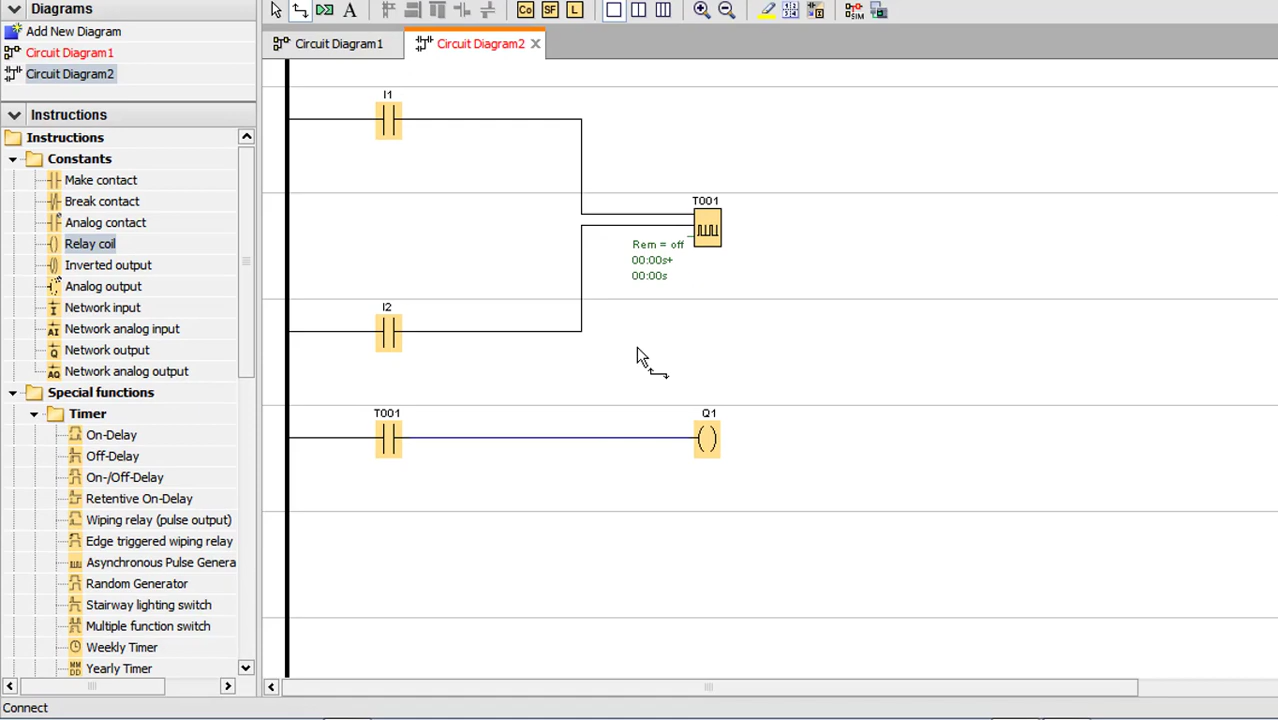 Diagrams
Add New Diagram
Circuit Diagram1
Circuit Diagram2
Instructions
Instructions
Constants
Make contact
Break contact
Analog contact
Relay coil
Inverted output
Analog output
Network input
Network analog input
Network output
Network analog output
Special functions
Timer
On-Delay
Off-Delay
On-/Off-Delay
Retentive On-Delay
Wiping relay (pulse output)
Edge triggered wiping relay
Asynchronous Pulse Genera
Random Generator
Stairway lighting switch
Multiple function switch
Weekly Timer
Yearly Timer
Connect
A Co SF L SIM
Circuit Diagram1 Circuit Diagram2
I1
T001
Rem = off
00:00s+
00:00s
I2
T001 Q1